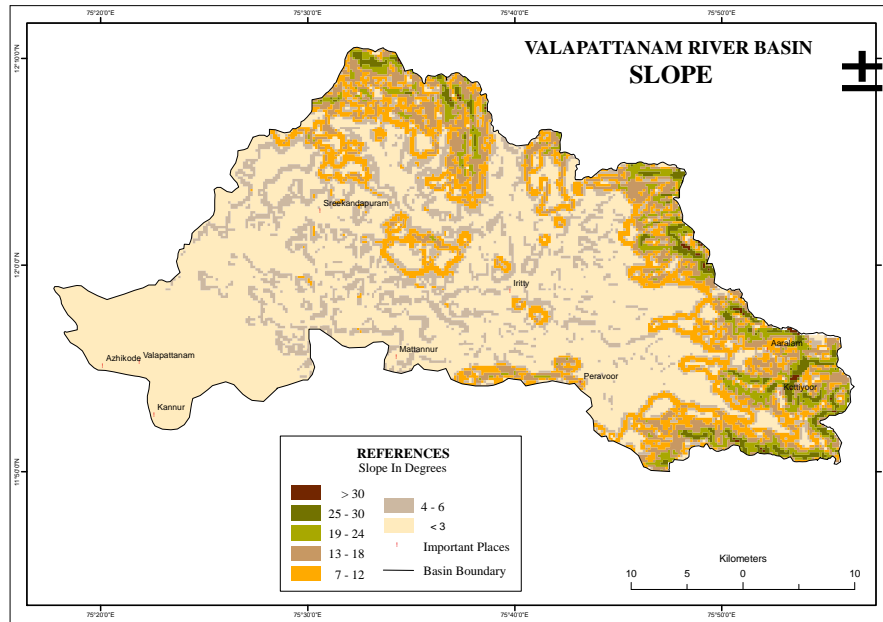 75°20'0"E 75°30'0"E 75°40'0"E 75°50'0"E
VALAPATTANAM RIVER BASIN
SLOPE
12°10'0"N
Sreekandapuram
12°0'0"N
Iritty
Aaralam
Mattannur
Azhikode Valapattanam
Peravoor
Kottiyoor
Kannur
11°50'0"N
REFERENCES
Slope In Degrees
> 30
25 - 30
19 - 24
13 - 18
7 - 12
4 - 6
< 3
Important Places
Basin Boundary
Kilometers
10 5 0 10
75°20'0"E 75°30'0"E 75°40'0"E 75°50'0"E